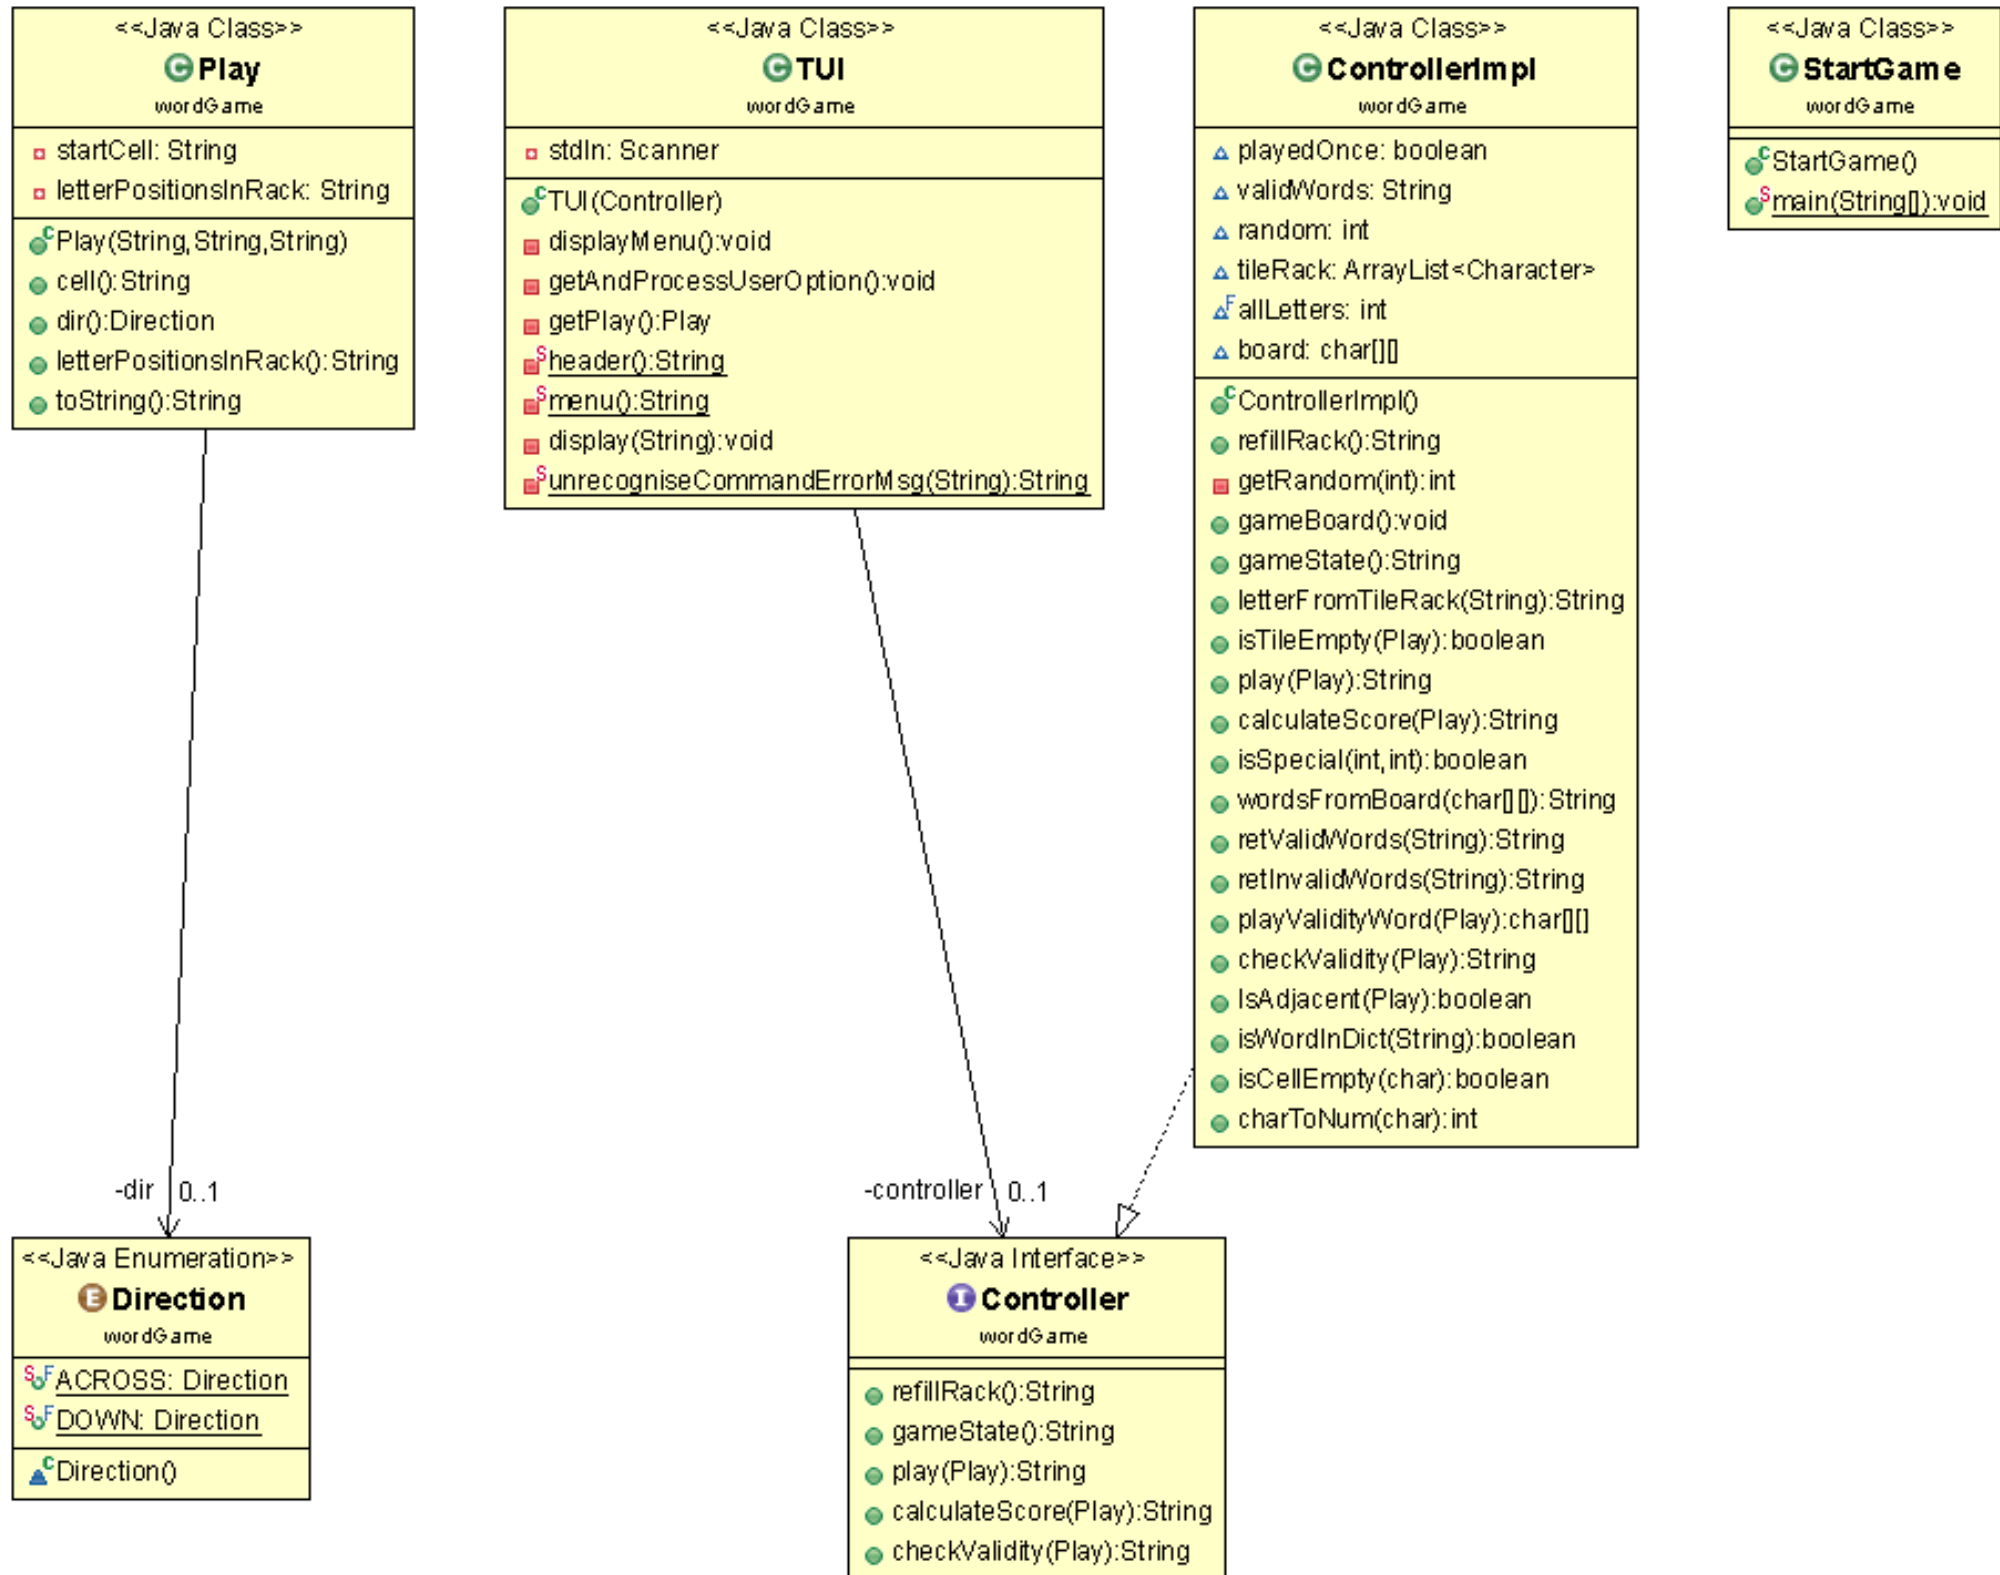 <<Java Class>>
Play
wordGame
startCell: String
letterPositionsInRack: String
Play(String,String,String)
cell():String
dir():Direction
letterPositionsInRack():String
toString():String
<<Java Class>>
TUI
wordGame
stdIn: Scanner
TUI(Controller)
displayMenu():void
getAndProcessUserOption():void
getPlay():Play
header():String
menu():String
display(String):void
unrecogniseCommandErrorMsg(String):String
<<Java Class>>
ControllerImpl
wordGame
playedOnce: boolean
validWords: String
random: int
tileRack: ArrayList<Character>
allLetters: int
board: char[][]
ControllerImpl()
refillRack():String
getRandom(int):int
gameBoard():void
gameState():String
letterFromTileRack(String):String
isTileEmpty(Play):boolean
play(Play):String
calculateScore(Play):String
isSpecial(int,int):boolean
wordsFromBoard(char[][]):String
retValidWords(String):String
retInvalidWords(String):String
playValidityWord(Play):char[][]
checkValidity(Play):String
IsAdjacent(Play):boolean
isWordInDict(String):boolean
isCellEmpty(char):boolean
charToNum(char):int
<<Java Class>>
StartGame
wordGame
StartGame()
main(String[]):void
-dir 0..1
-controller 0..1
<<Java Enumeration>>
Direction
wordGame
ACROSS: Direction
DOWN: Direction
Direction()
<<Java Interface>>
Controller
wordGame
refillRack():String
gameState():String
play(Play):String
calculateScore(Play):String
checkValidity(Play):String